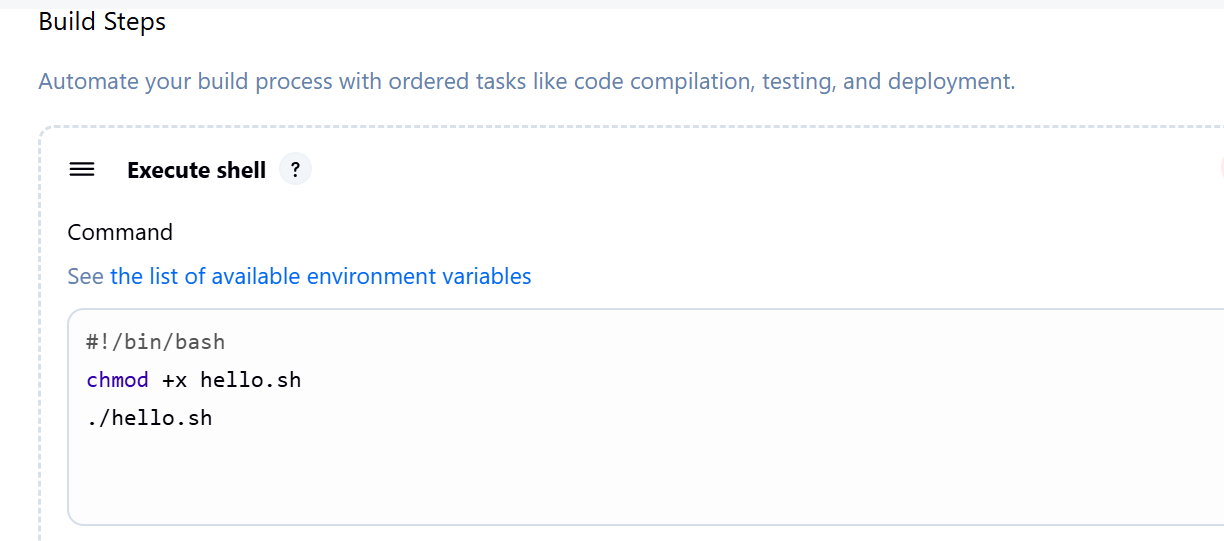 Build Steps
Automate your build process with ordered tasks like code compilation, testing, and deployment.
Execute shell ?
Command
See the list of available environment variables
#!/bin/bash
chmod +x hello.sh
./hello.sh